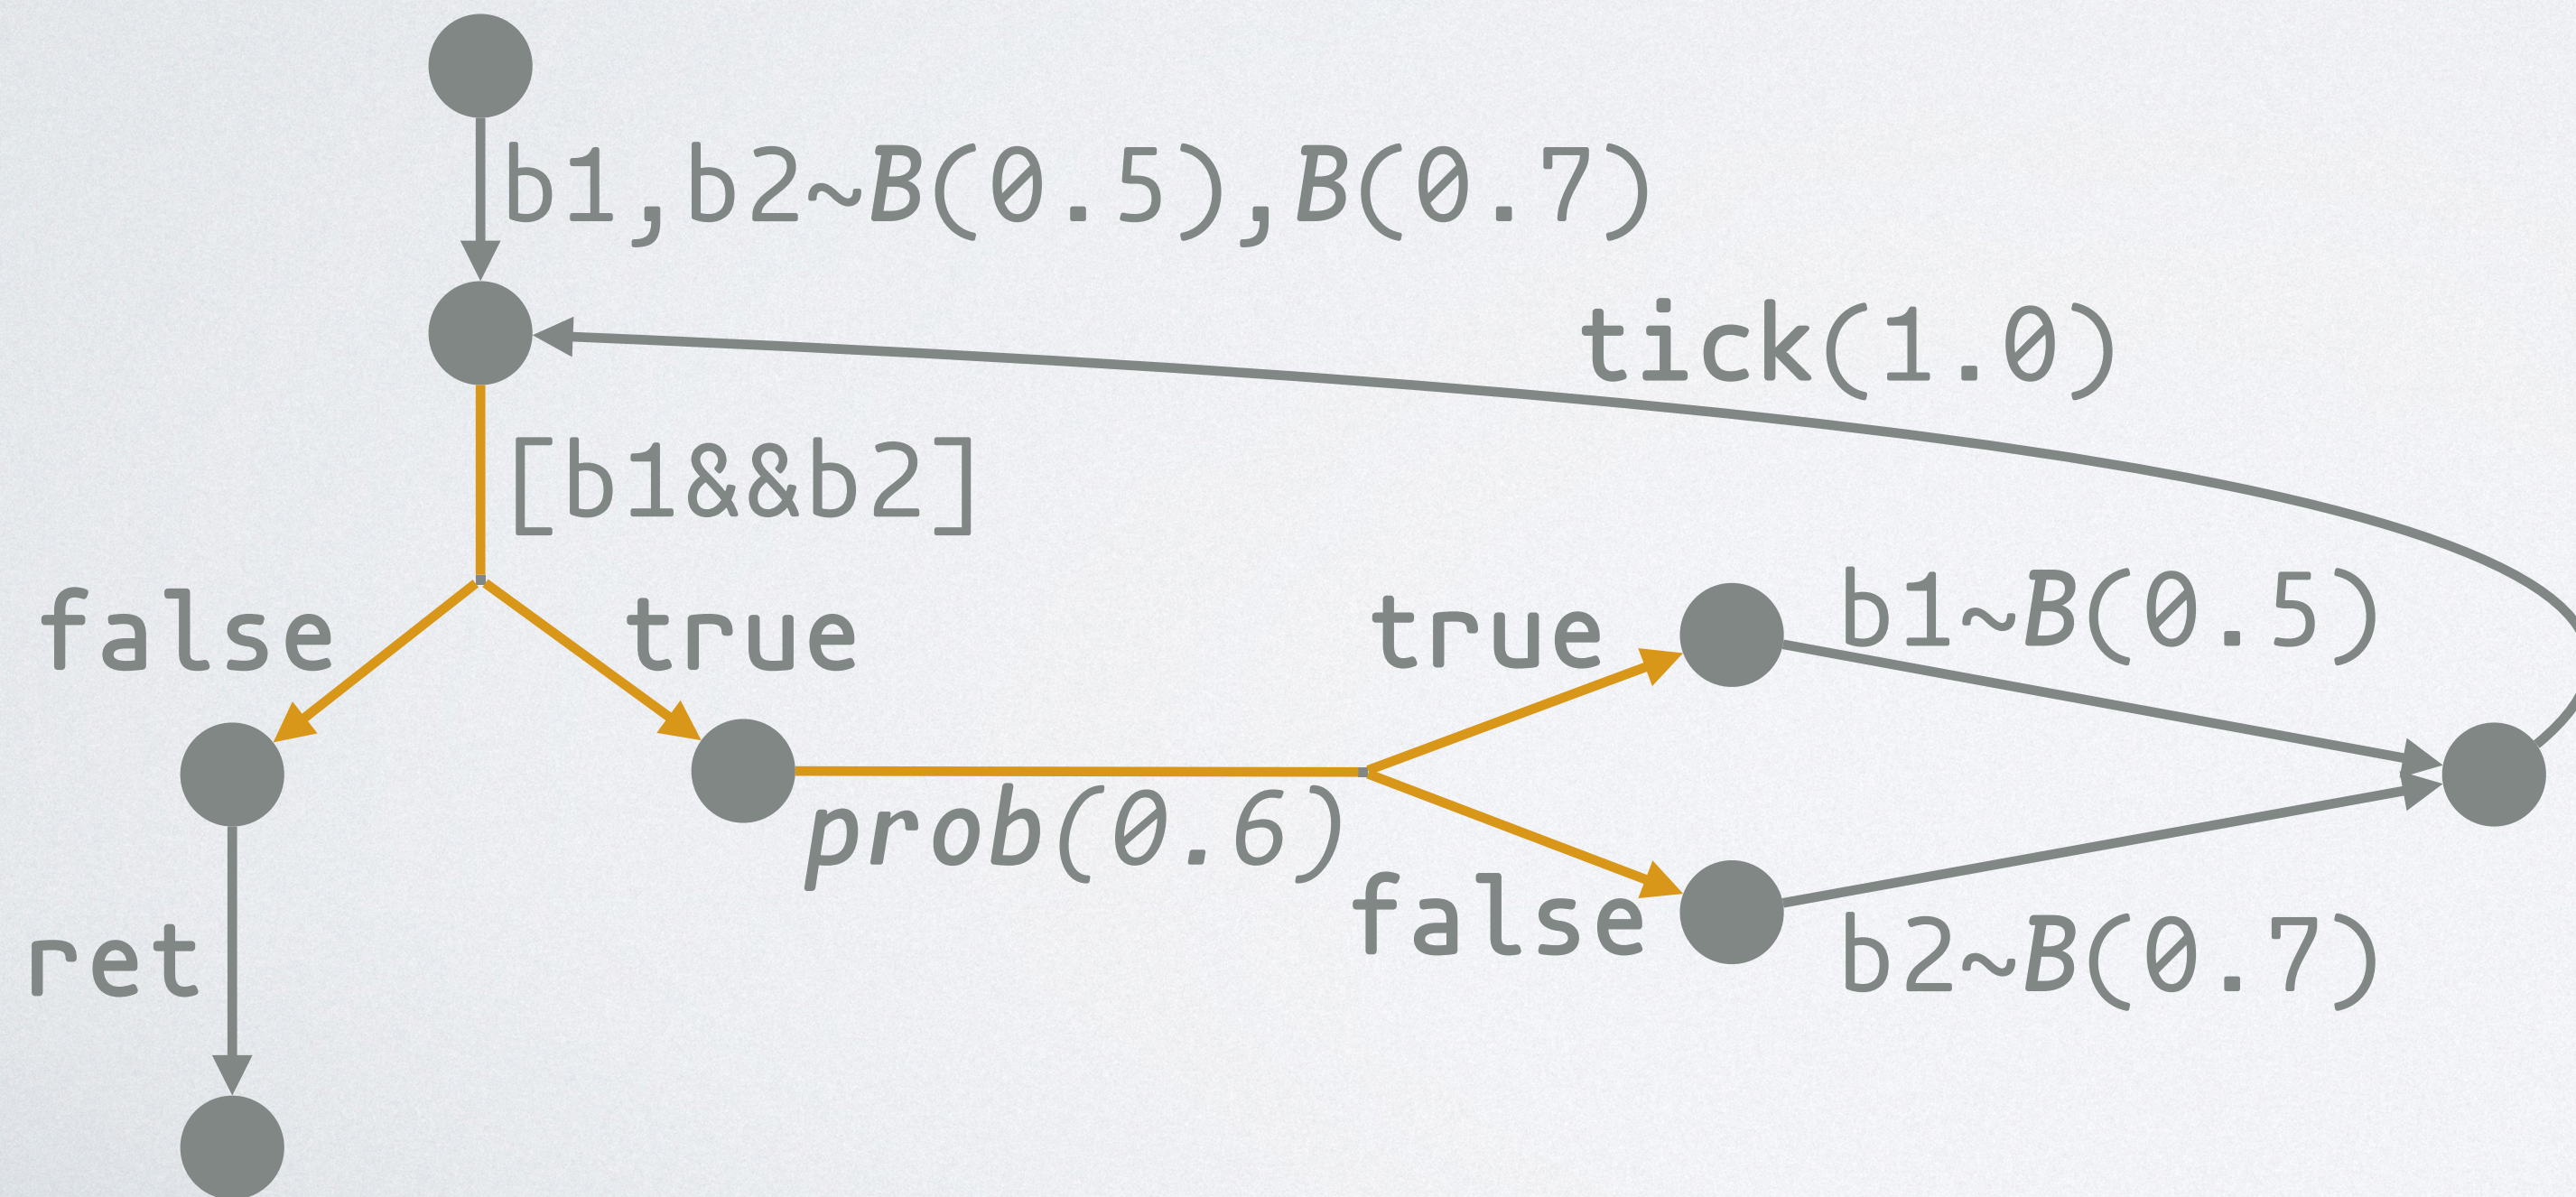 b1,b2~B(0.5),B(0.7)
tick(1.0)
[b1&&b2]
false
true
true
b1~B(0.5)
prob(0.6)
false
b2~B(0.7)
ret